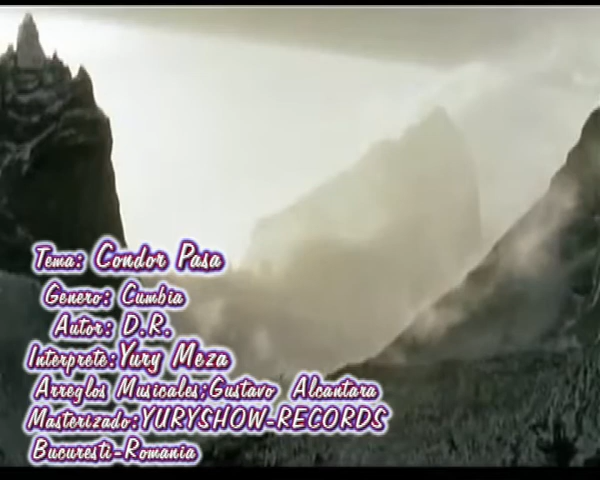 Tema: Condor Pasa
Genero: Cumbia
Autor: D.R.
Interprete:Yury Meza
Arreglos Musicales;Gustavo Alcantara
Masterizado:YURYSHOW-RECORDS
Bucuresti-Romania